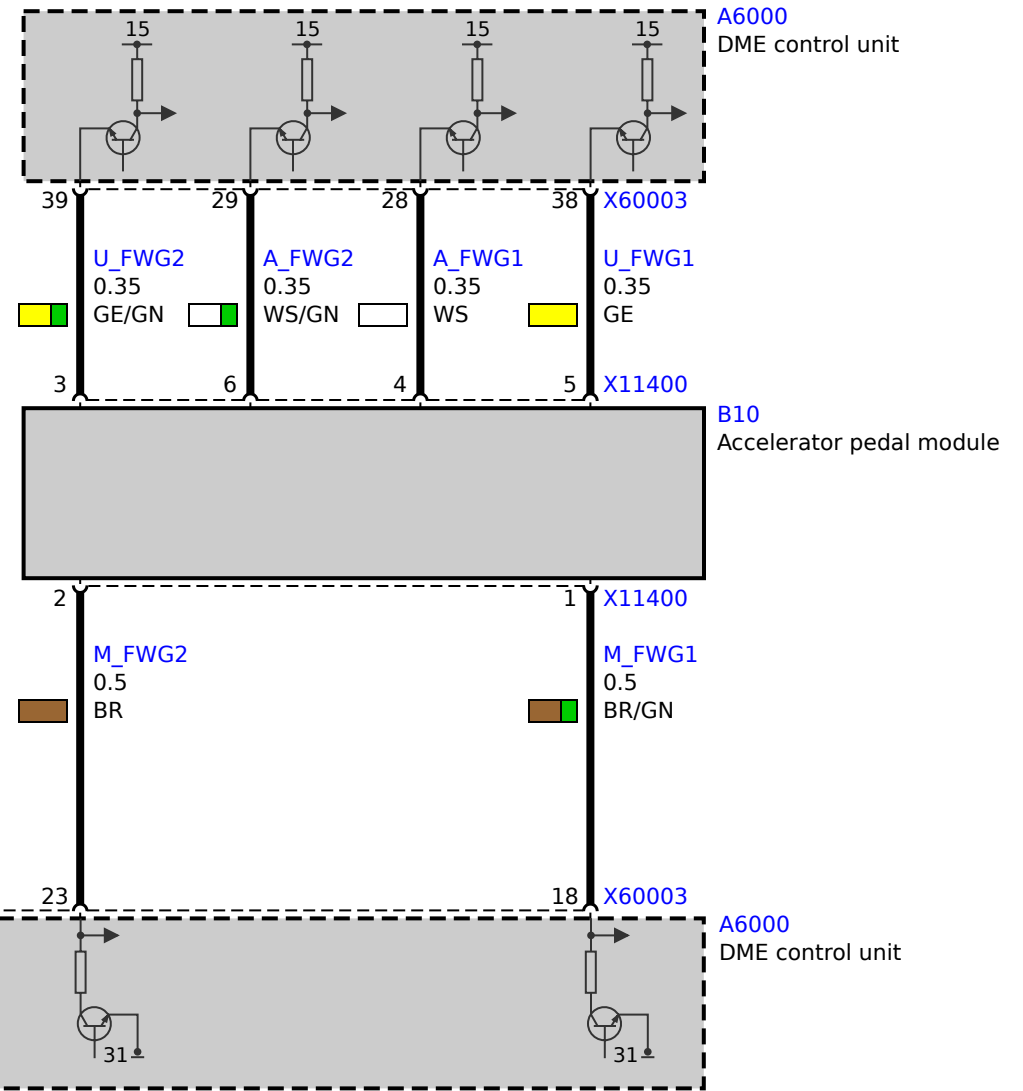 15 15 15 15
A6000
DME control unit
39 29 28 38 X60003
U_FWG2 A_FWG2 A_FWG1 U_FWG1
0.35 0.35 0.35 0.35
GE/GN WS/GN WS GE
3 6 4 5 X11400
B10
Accelerator pedal module
2 1 X11400
M_FWG2 M_FWG1
0.5 0.5
BR BR/GN
23 18 X60003
A6000
DME control unit
31 31